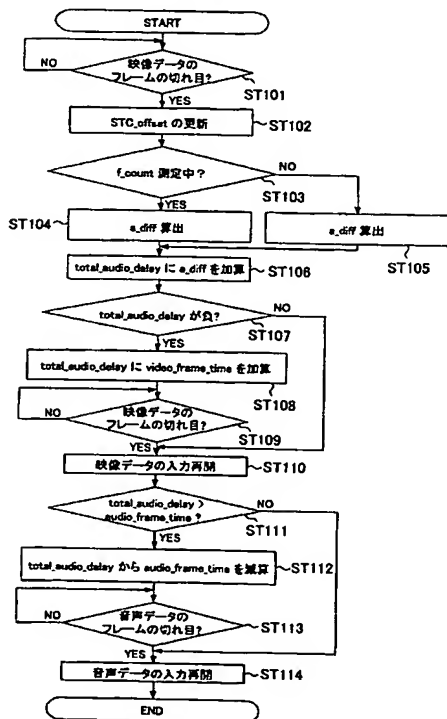 START
映像データの
フレームの切れ目?
NO
ST101
YES
STC_offset の更新
ST102
f_count 測定中?
NO
ST103
YES
ST104
a_diff 算出
a_diff 算出
ST105
ST106
total_audio_delay に a_diff を加算
total_audio_delay が負?
NO
ST107
YES
total_audio_delay に video_frame_time を加算
ST108
NO
映像データの
フレームの切れ目?
ST109
YES
映像データの入力再開
ST110
total_audio_delay >
audio_frame_time ?
NO
ST111
YES
total_audio_delay から audio_frame_time を減算
ST112
NO
音声データの
フレームの切れ目?
ST113
YES
音声データの入力再開
ST114
END